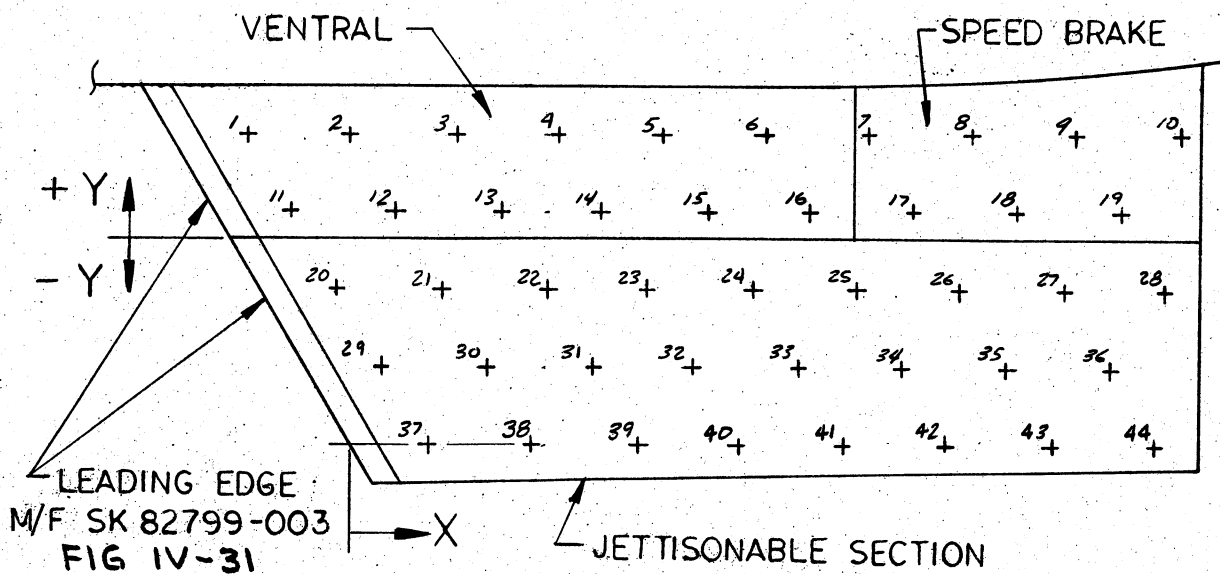 VENTRAL
SPEED BRAKE
1 2 3 4 5 6 7 8 9 10
+ Y
11 12 13 14 15 16 17 18 19
- Y
20 21 22 23 24 25 26 27 28
29 30 31 32 33 34 35 36
37 38 39 40 41 42 43 44
LEADING EDGE
M/F SK 82799-003
FIG IV-31
X
JETTISONABLE SECTION